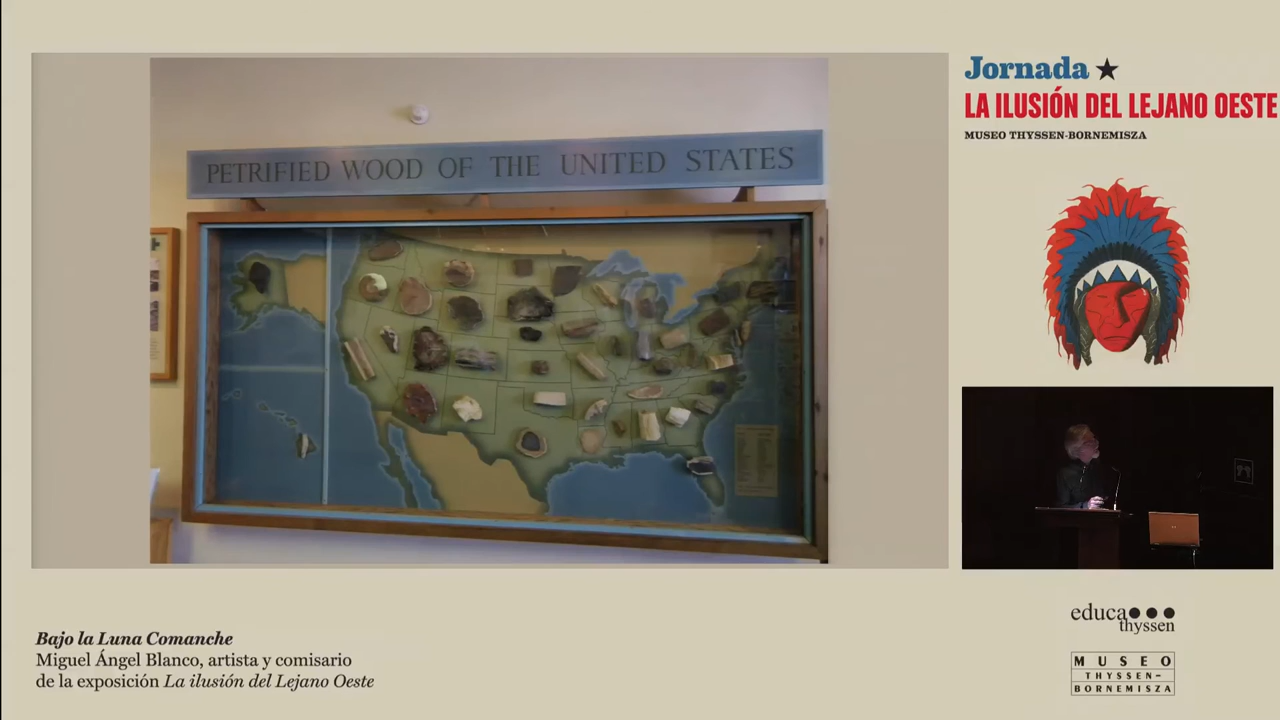 PETRIFIED WOOD OF THE UNITED STATES
Jornada ★
LA ILUSIÓN DEL LEJANO OESTE
MUSEO THYSSEN-BORNEMISZA
Bajo la Luna Comanche
Miguel Ángel Blanco, artista y comisario
de la exposición La ilusión del Lejano Oeste
educa
thyssen
MUSEO
THYSSEN-
BORNEMISZA